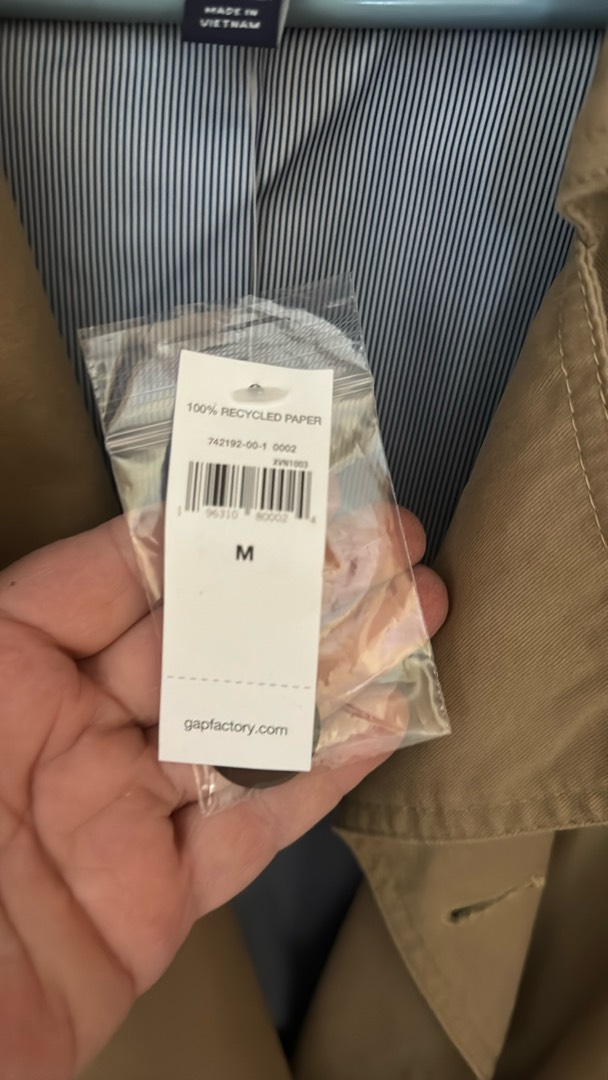 MADE IN
VIETNAM
100% RECYCLED PAPER
742192-00-1 0002
XVN1003
1 96310 80002 4
M
gapfactory.com